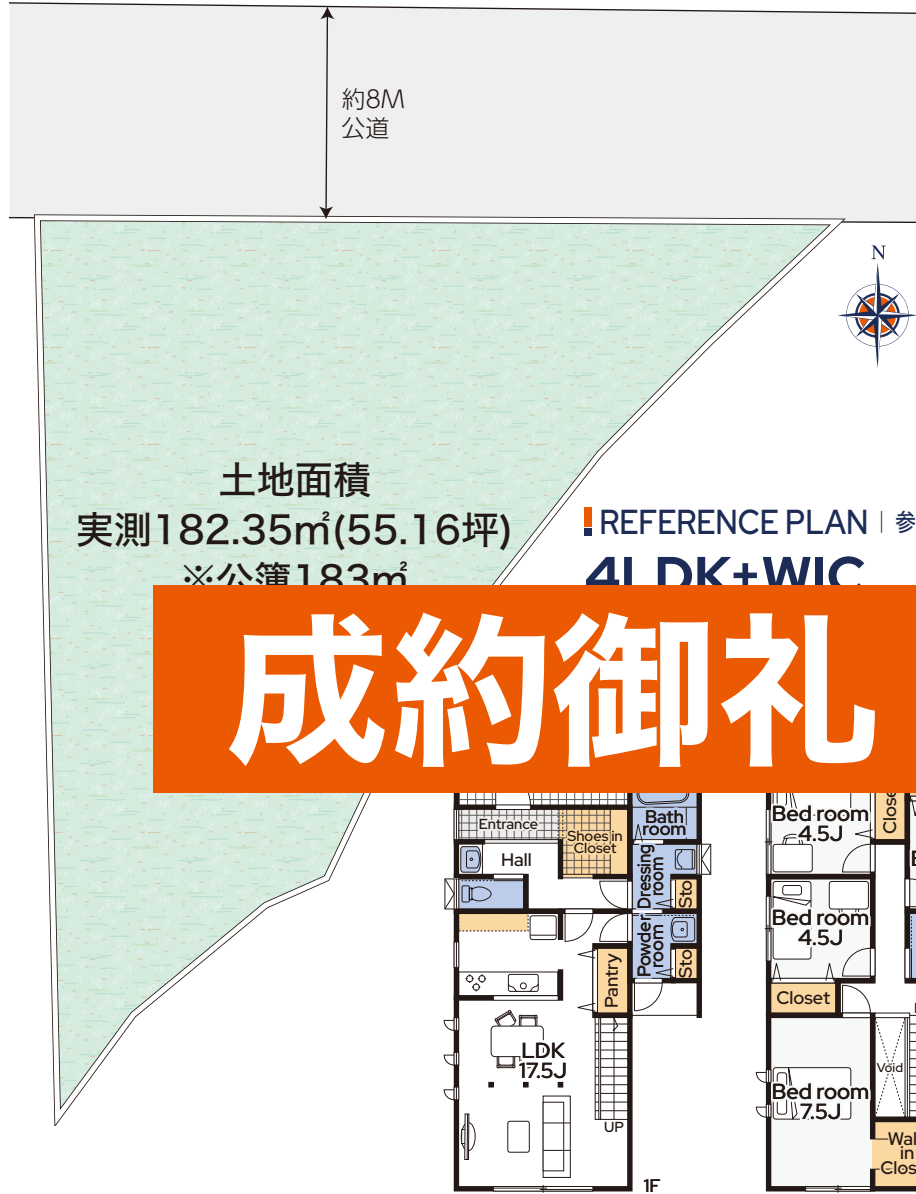 約8M
公道
N
土地面積
実測182.35㎡(55.16坪)
※公簿183㎡
REFERENCE PLAN | 参
4LDK+WIC
成約御礼
Entrance
Shoes in
Closet
Bath
room
Hall
Dressing
room
Sto
Powder
room
Sto
Pantry
LDK
17.5J
UP
1F
Bed room
4.5J
Bed room
4.5J
Closet
Void
Bed room
7.5J
in